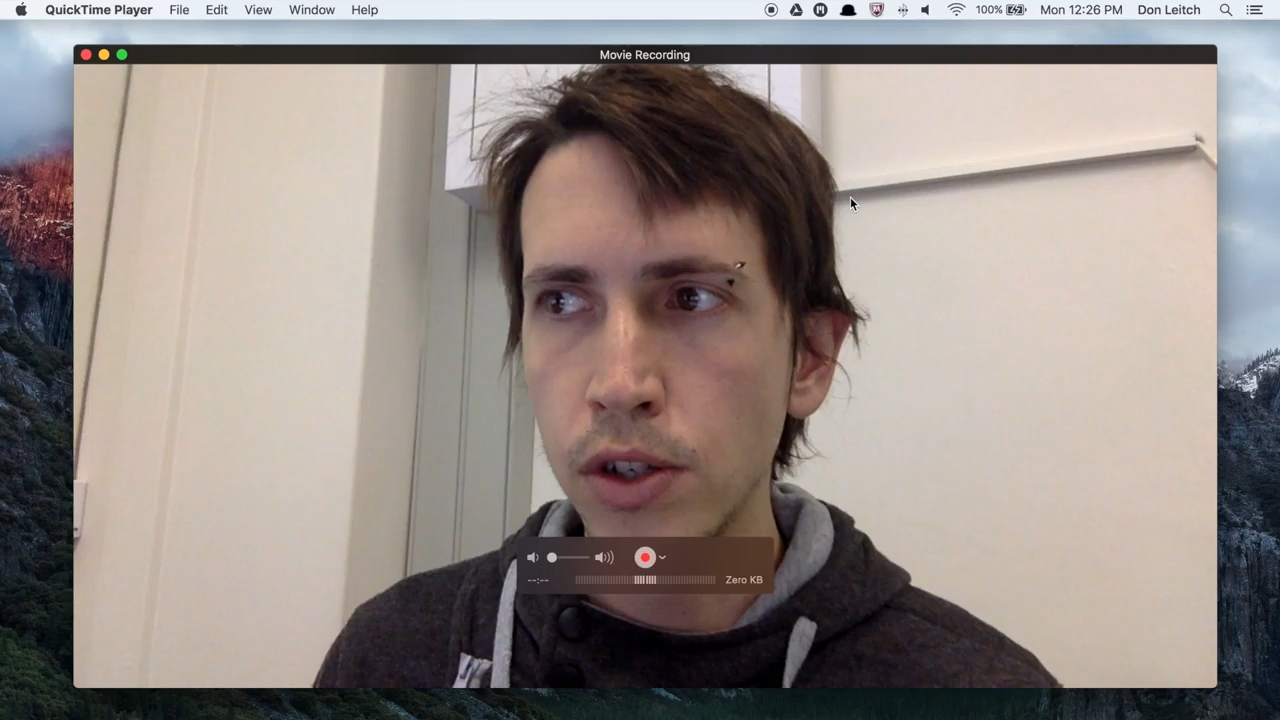 QuickTime Player File Edit View Window Help 100% Mon 12:26 PM Don Leitch
Movie Recording
--:-- Zero KB